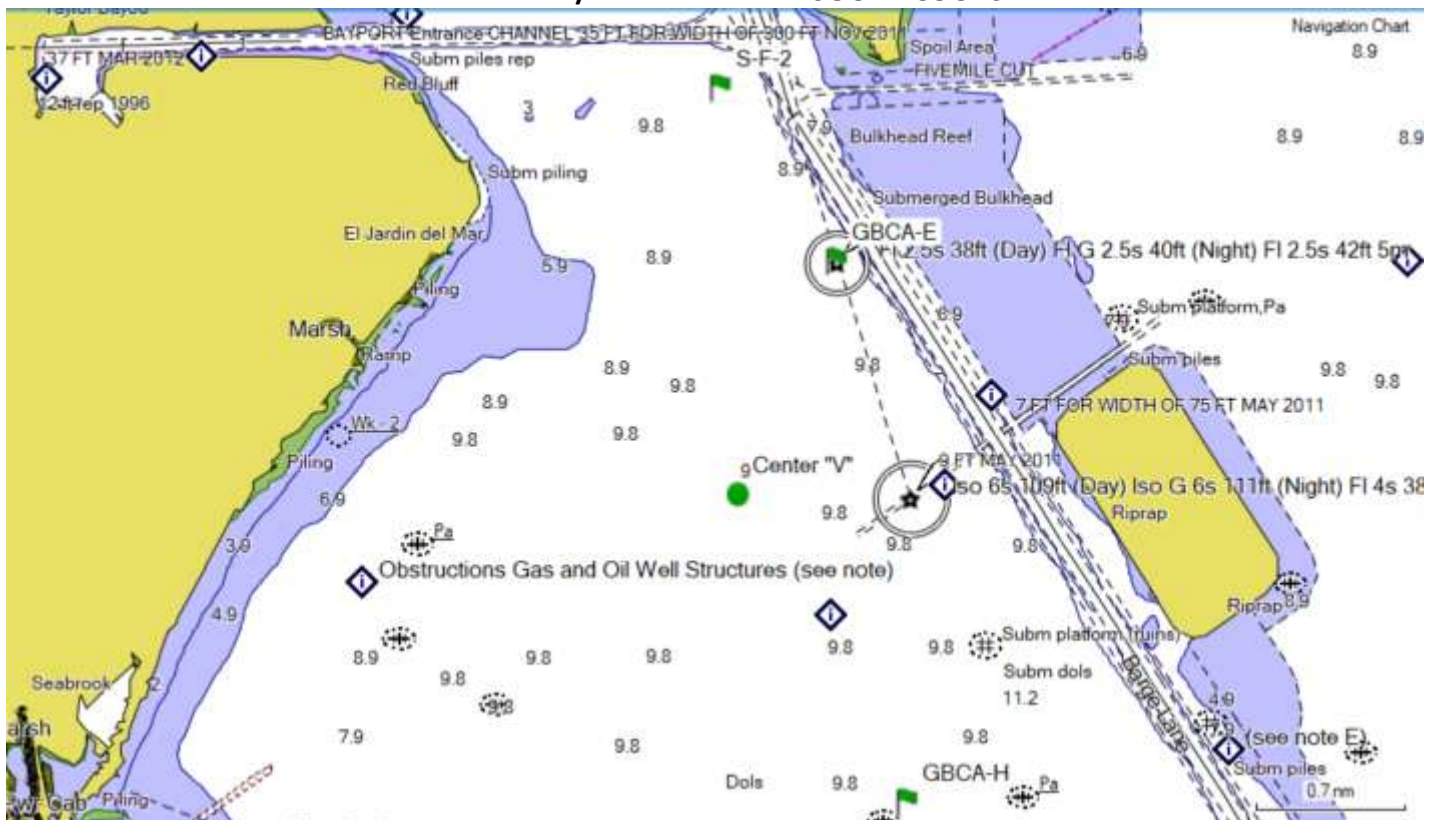 Taylor Bayou
BAYPORT Entrance CHANNEL 35 FT FOR WIDTH OF 300 FT NOV 2011
Navigation Chart
37 FT MAR 2012
Subm piles rep
S-F-2
Spoil Area
6.9
8.9
Red Bluff
FIVEMILE CUT
12 ft rep 1996
3
9.8
7.9
Bulkhead Reef
8.9
8.9
Subm piling
8.9
Submerged Bulkhead
El Jardin del Mar
GBCA-E
5.9
8.9
Fl 2.5s 38ft (Day) Fl G 2.5s 40ft (Night) Fl 2.5s 42ft 5nm
Piling
Subm platform,Pa
Marsh
6.9
Ramp
8.9
9.8
9.8
Subm piles
9.8
9.8
8.9
7 FT FOR WIDTH OF 75 FT MAY 2011
Wk - 2
9.8
9.8
Piling
9
Center "V"
9 FT MAY 2011
Iso 6s 109ft (Day) Iso G 6s 111ft (Night) Fl 4s 38
6.9
9.8
Riprap
Pa
3.9
9.8
9.8
Obstructions Gas and Oil Well Structures (see note)
4.9
Riprap
8.9
8.9
9.8
9.8
9.8
9.8
Subm platform (ruins)
Seabrook
2
9.8
Subm dols
Barge Lane
9.8
11.2
4.9
arsh
7.9
9.8
9.8
(see note E)
Subm piles
Dols
9.8
GBCA-H
Pa
0.7 nm
Piling